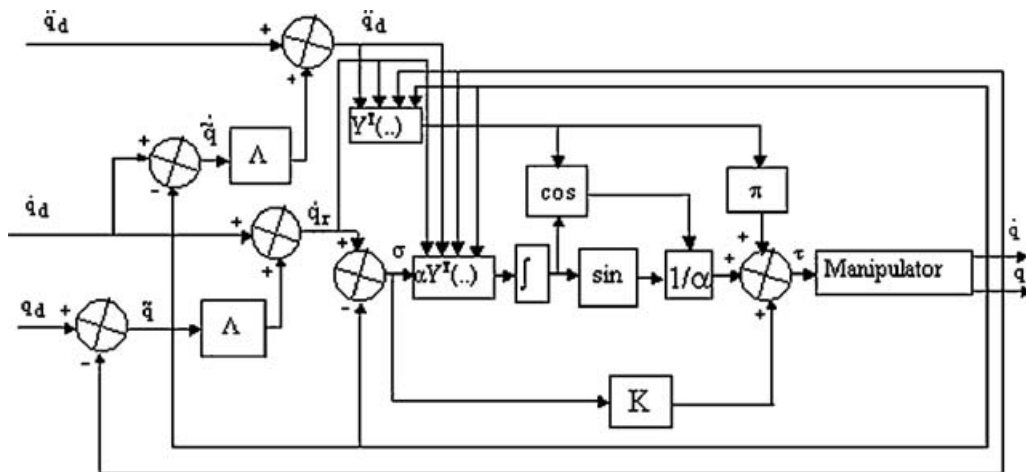 q̈d
+
+
q̈d
Yᵀ(..)
+
-
q̃̇
Λ
cos
π
q̇d
+
+
q̇r
+
-
σ
αYᵀ(..)
∫
sin
1/α
+
+
+
τ
Manipulator
q̇
q
qd
+
-
q̃
Λ
K